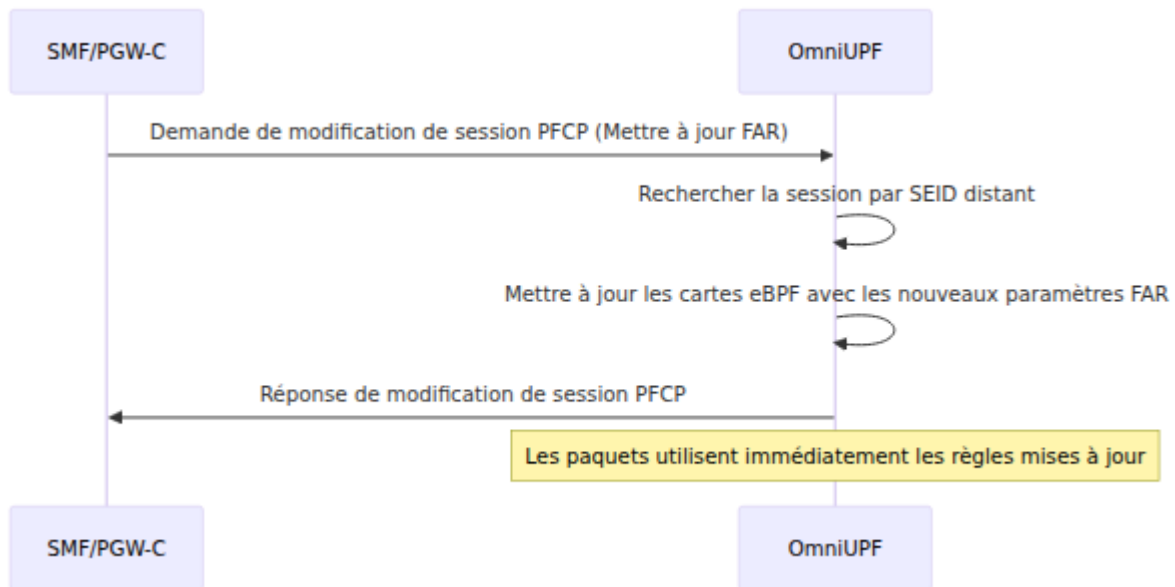 SMF/PGW-C
OmniUPF
Demande de modification de session PFCP (Mettre à jour FAR)
Rechercher la session par SEID distant
Mettre à jour les cartes eBPF avec les nouveaux paramètres FAR
Réponse de modification de session PFCP
Les paquets utilisent immédiatement les règles mises à jour
SMF/PGW-C
OmniUPF